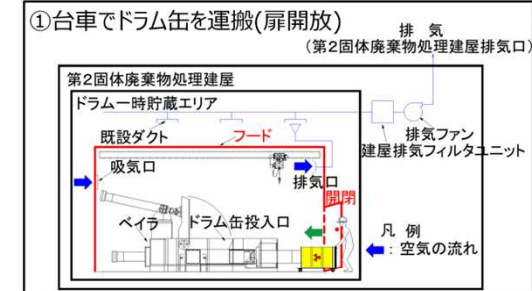 ①台車でドラム缶を運搬(扉開放)
排 気
(第2固体廃棄物処理建屋排気口)
第2固体廃棄物処理建屋
ドラム一時貯蔵エリア
既設ダクト
フード
排気ファン
建屋排気フィルタユニット
吸気口
排気口
開閉
ベイラ
ドラム缶投入口
凡 例
: 空気の流れ